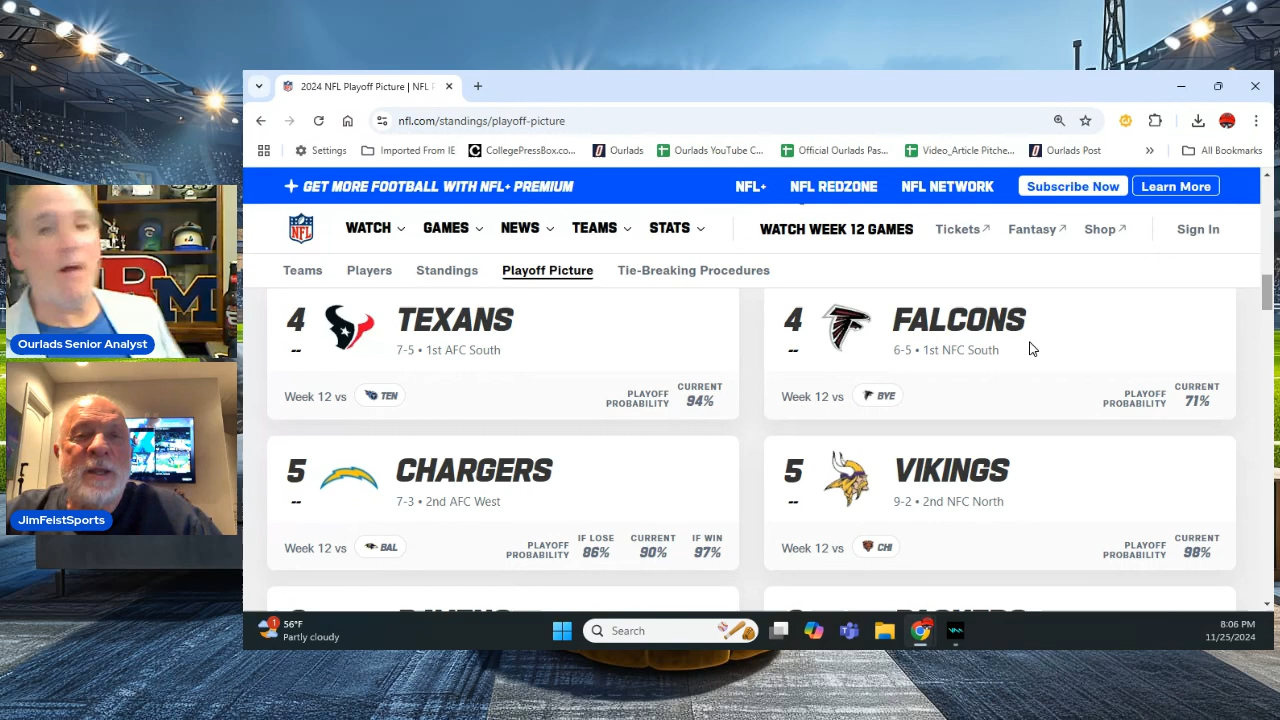 2024 NFL Playoff Picture | NFL
nfl.com/standings/playoff-picture
Settings
Imported From IE
CollegePressBox.co...
Ourlads
Ourlads YouTube C...
Official Ourlads Pas...
Video_Article Pitche...
Ourlads Post
All Bookmarks
GET MORE FOOTBALL WITH NFL+ PREMIUM
NFL+
NFL REDZONE
NFL NETWORK
Subscribe Now
Learn More
NFL
WATCH
GAMES
NEWS
TEAMS
STATS
WATCH WEEK 12 GAMES
Tickets
Fantasy
Shop
Sign In
Teams
Players
Standings
Playoff Picture
Tie-Breaking Procedures
4
--
TEXANS
7-5 • 1st AFC South
Week 12 vs TEN
PLAYOFF PROBABILITY
CURRENT
94%
4
--
FALCONS
6-5 • 1st NFC South
Week 12 vs BYE
PLAYOFF PROBABILITY
CURRENT
71%
5
--
CHARGERS
7-3 • 2nd AFC West
Week 12 vs BAL
PLAYOFF PROBABILITY
IF LOSE
86%
CURRENT
90%
IF WIN
97%
5
--
VIKINGS
9-2 • 2nd NFC North
Week 12 vs CHI
PLAYOFF PROBABILITY
CURRENT
98%
Ourlads Senior Analyst
JimFeistSports
1
56°F
Partly cloudy
Search
8:06 PM
11/25/2024